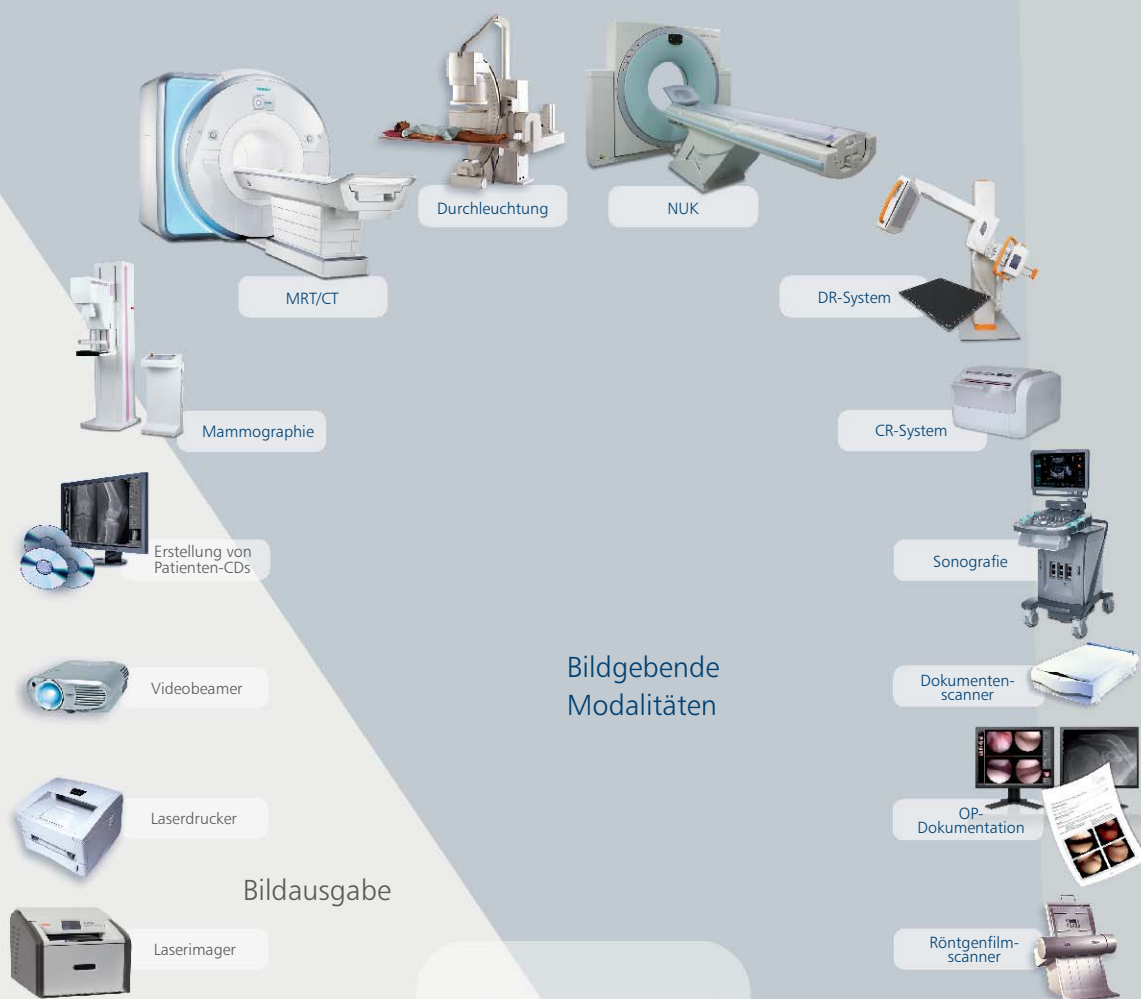 Durchleuchtung
NUK
MRT/CT
DR-System
Mammographie
CR-System
Erstellung von
Patienten-CDs
Sonografie
Bildgebende
Modalitäten
Videobeamer
Dokumenten-
scanner
Laserdrucker
OP-
Dokumentation
Bildausgabe
Laserimager
Röntgenfilm-
scanner